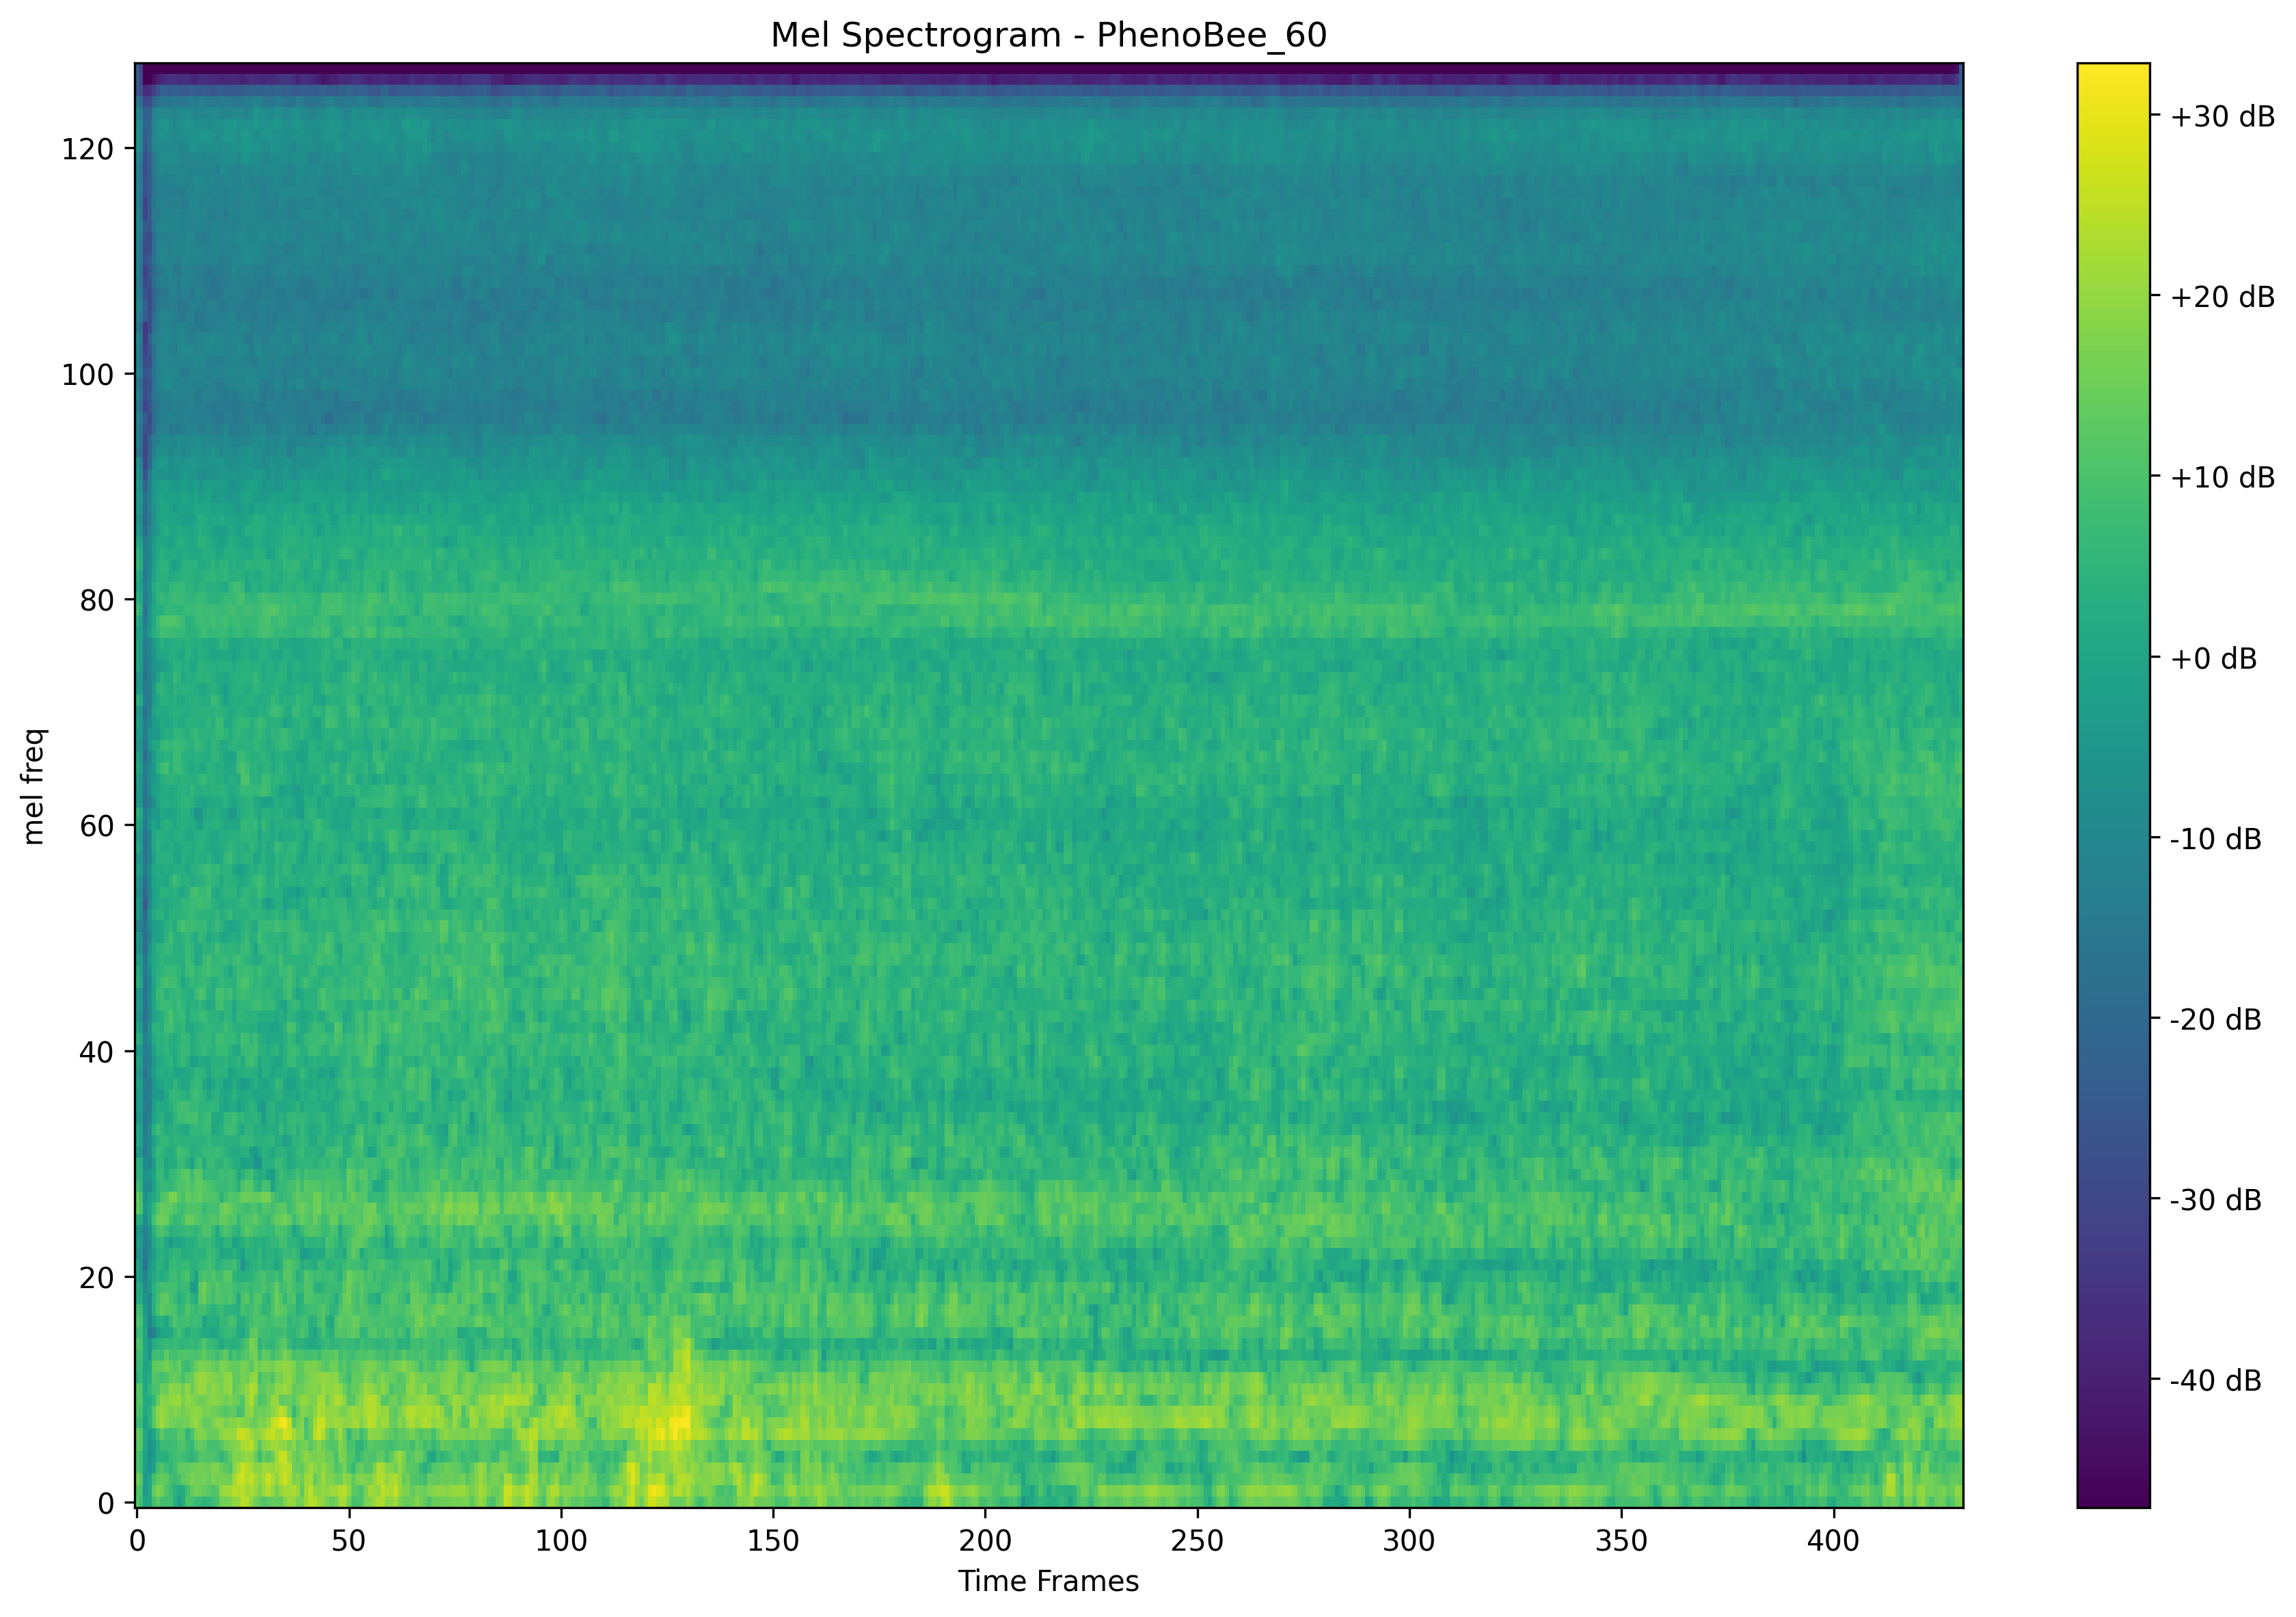 Mel Spectrogram - PhenoBee_60
mel freq
120
100
80
60
40
20
0
0 50 100 150 200 250 300 350 400
Time Frames
+30 dB
+20 dB
+10 dB
+0 dB
-10 dB
-20 dB
-30 dB
-40 dB